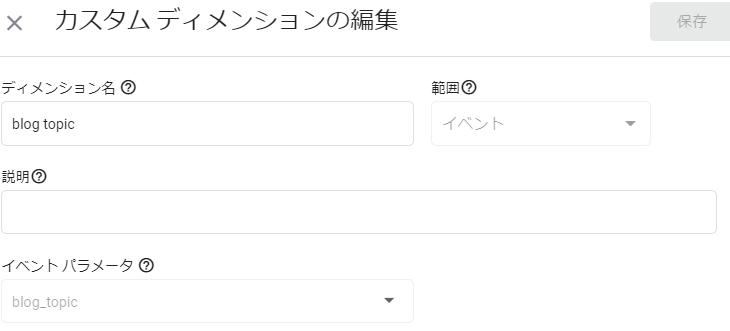 カスタム ディメンションの編集
保存
ディメンション名
範囲
blog topic
イベント
説明
イベント パラメータ
blog_topic